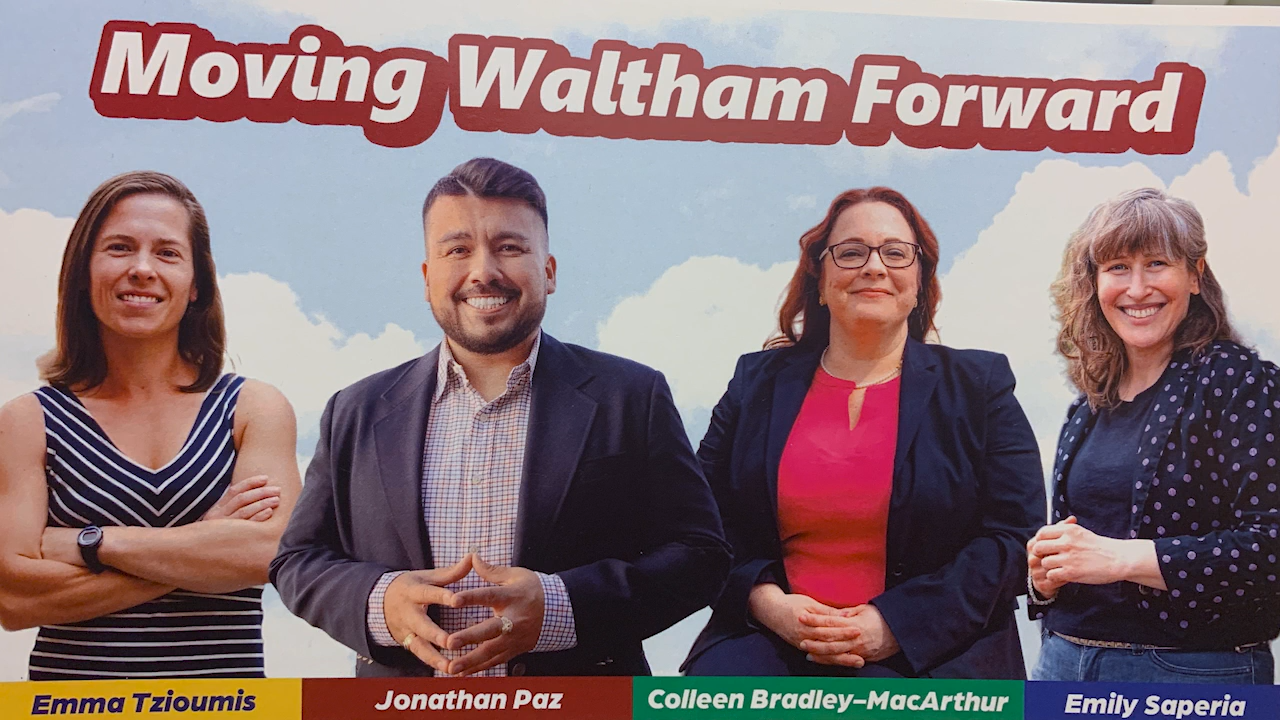 Moving Waltham Forward
Emma Tzioumis
Jonathan Paz
Colleen Bradley-MacArthur
Emily Saperia